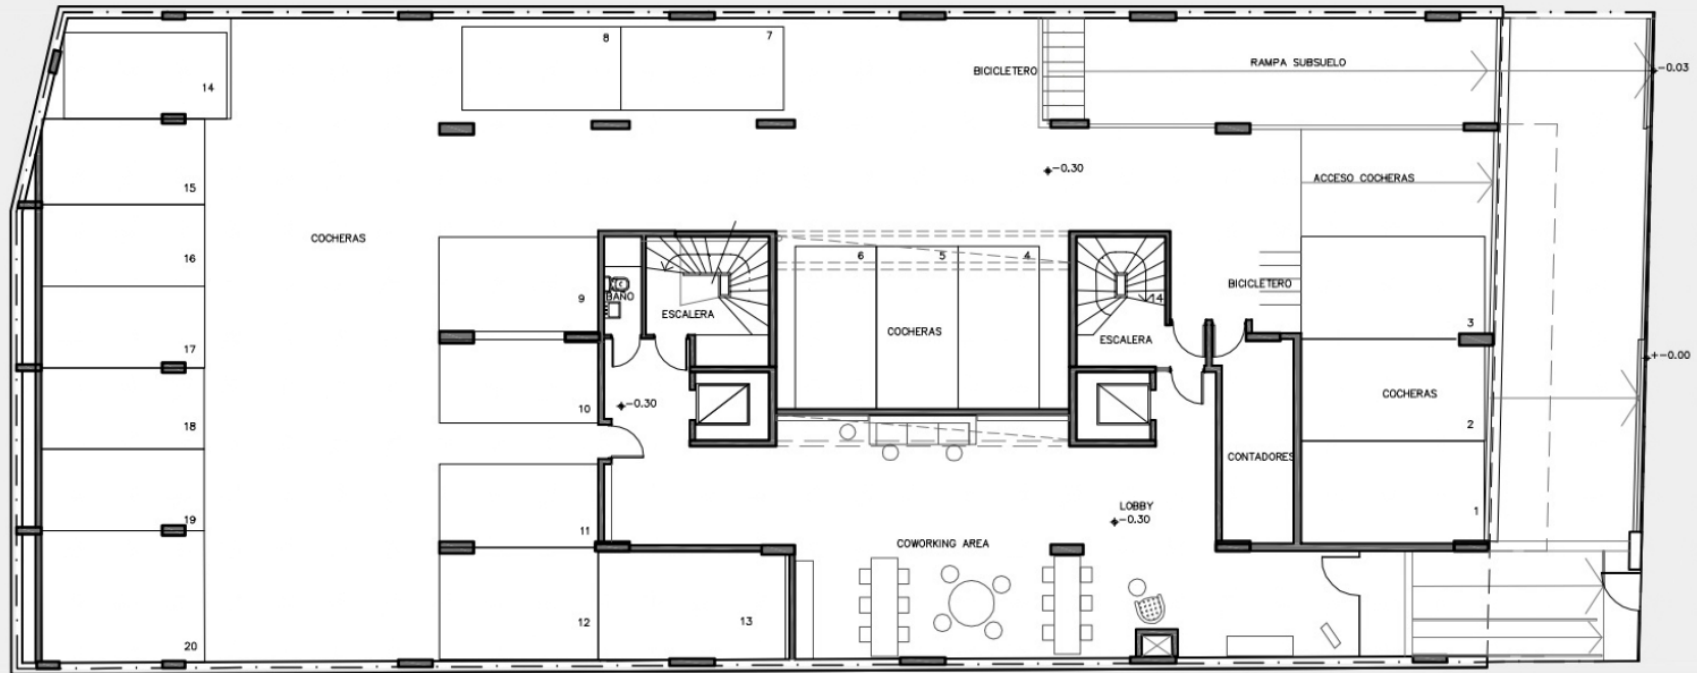 8
7
BICICLETERO
RAMPA SUBSUELO
-0.03
14
-0.30
15
ACCESO COCHERAS
COCHERAS
16
9
BAÑO
ESCALERA
6
5
4
COCHERAS
14
ESCALERA
BICICLETERO
3
+-0.00
17
10
-0.30
COCHERAS
2
18
CONTADORES
19
11
LOBBY
-0.30
1
COWORKING AREA
20
12
13